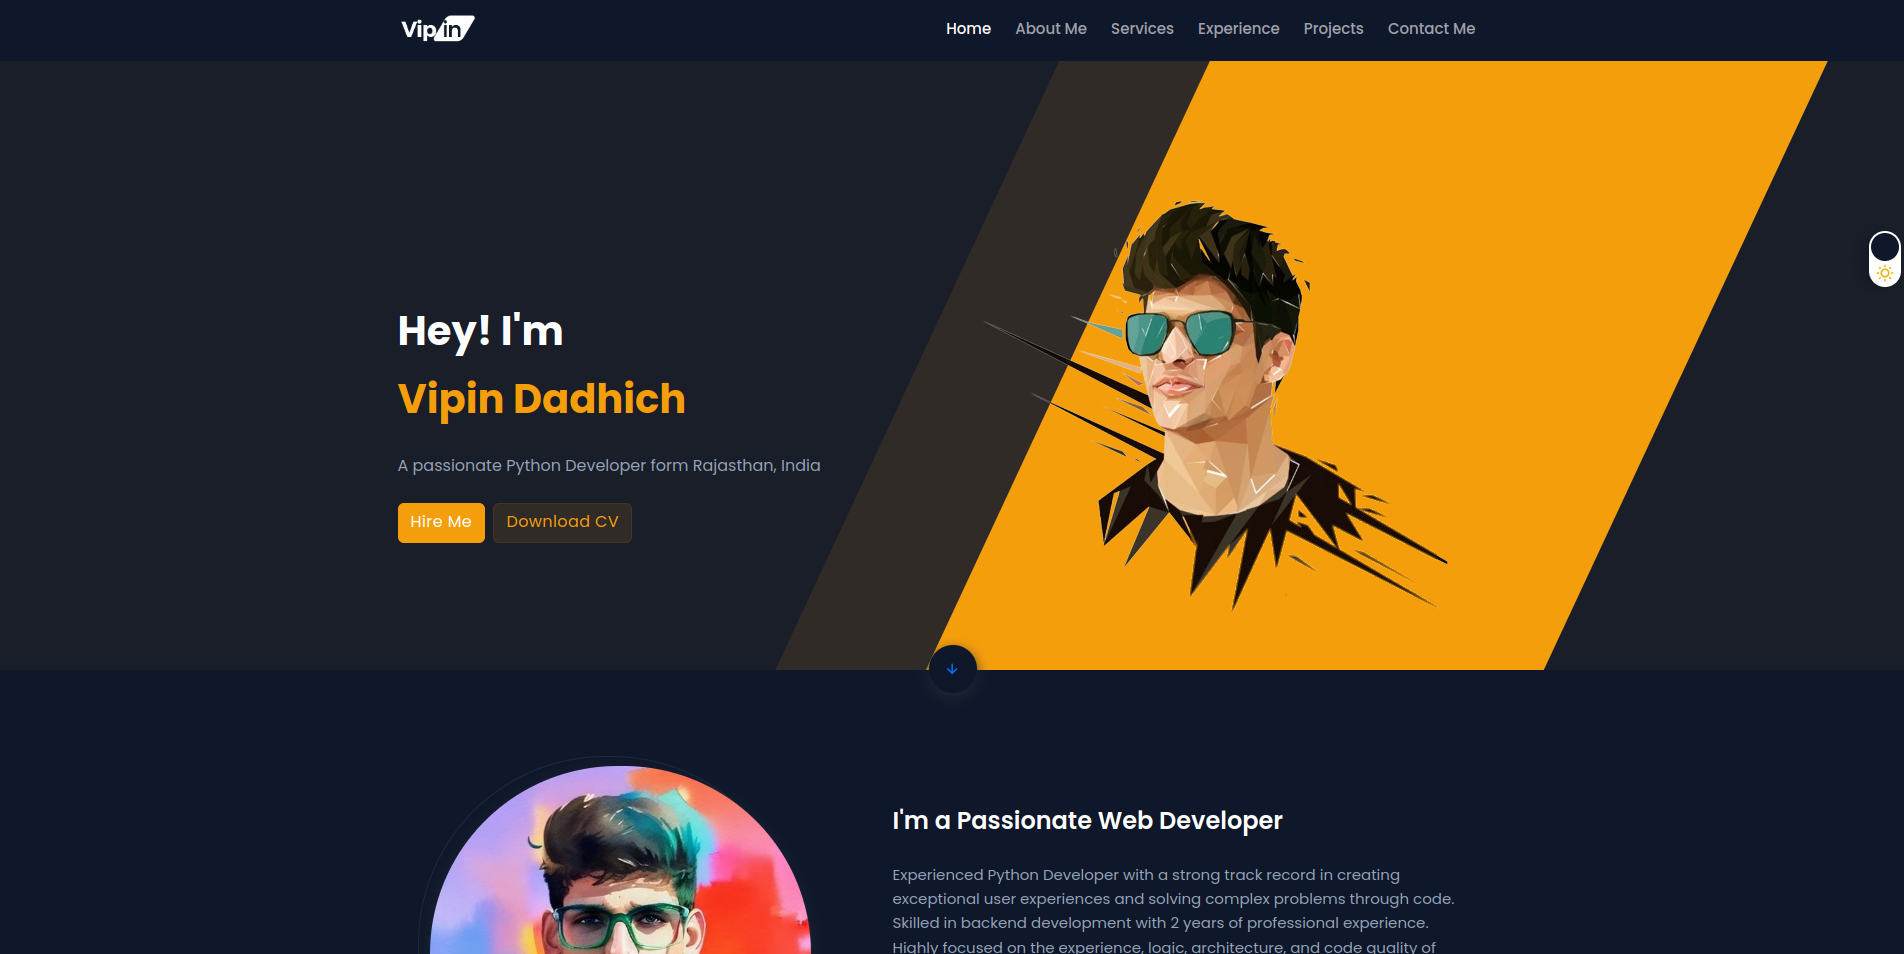 Vipin
Home About Me Services Experience Projects Contact Me
Hey! I'm
Vipin Dadhich
A passionate Python Developer form Rajasthan, India
Hire Me Download CV
I'm a Passionate Web Developer
Experienced Python Developer with a strong track record in creating
exceptional user experiences and solving complex problems through code.
Skilled in backend development with 2 years of professional experience.
Highly focused on the experience, logic, architecture, and code quality of